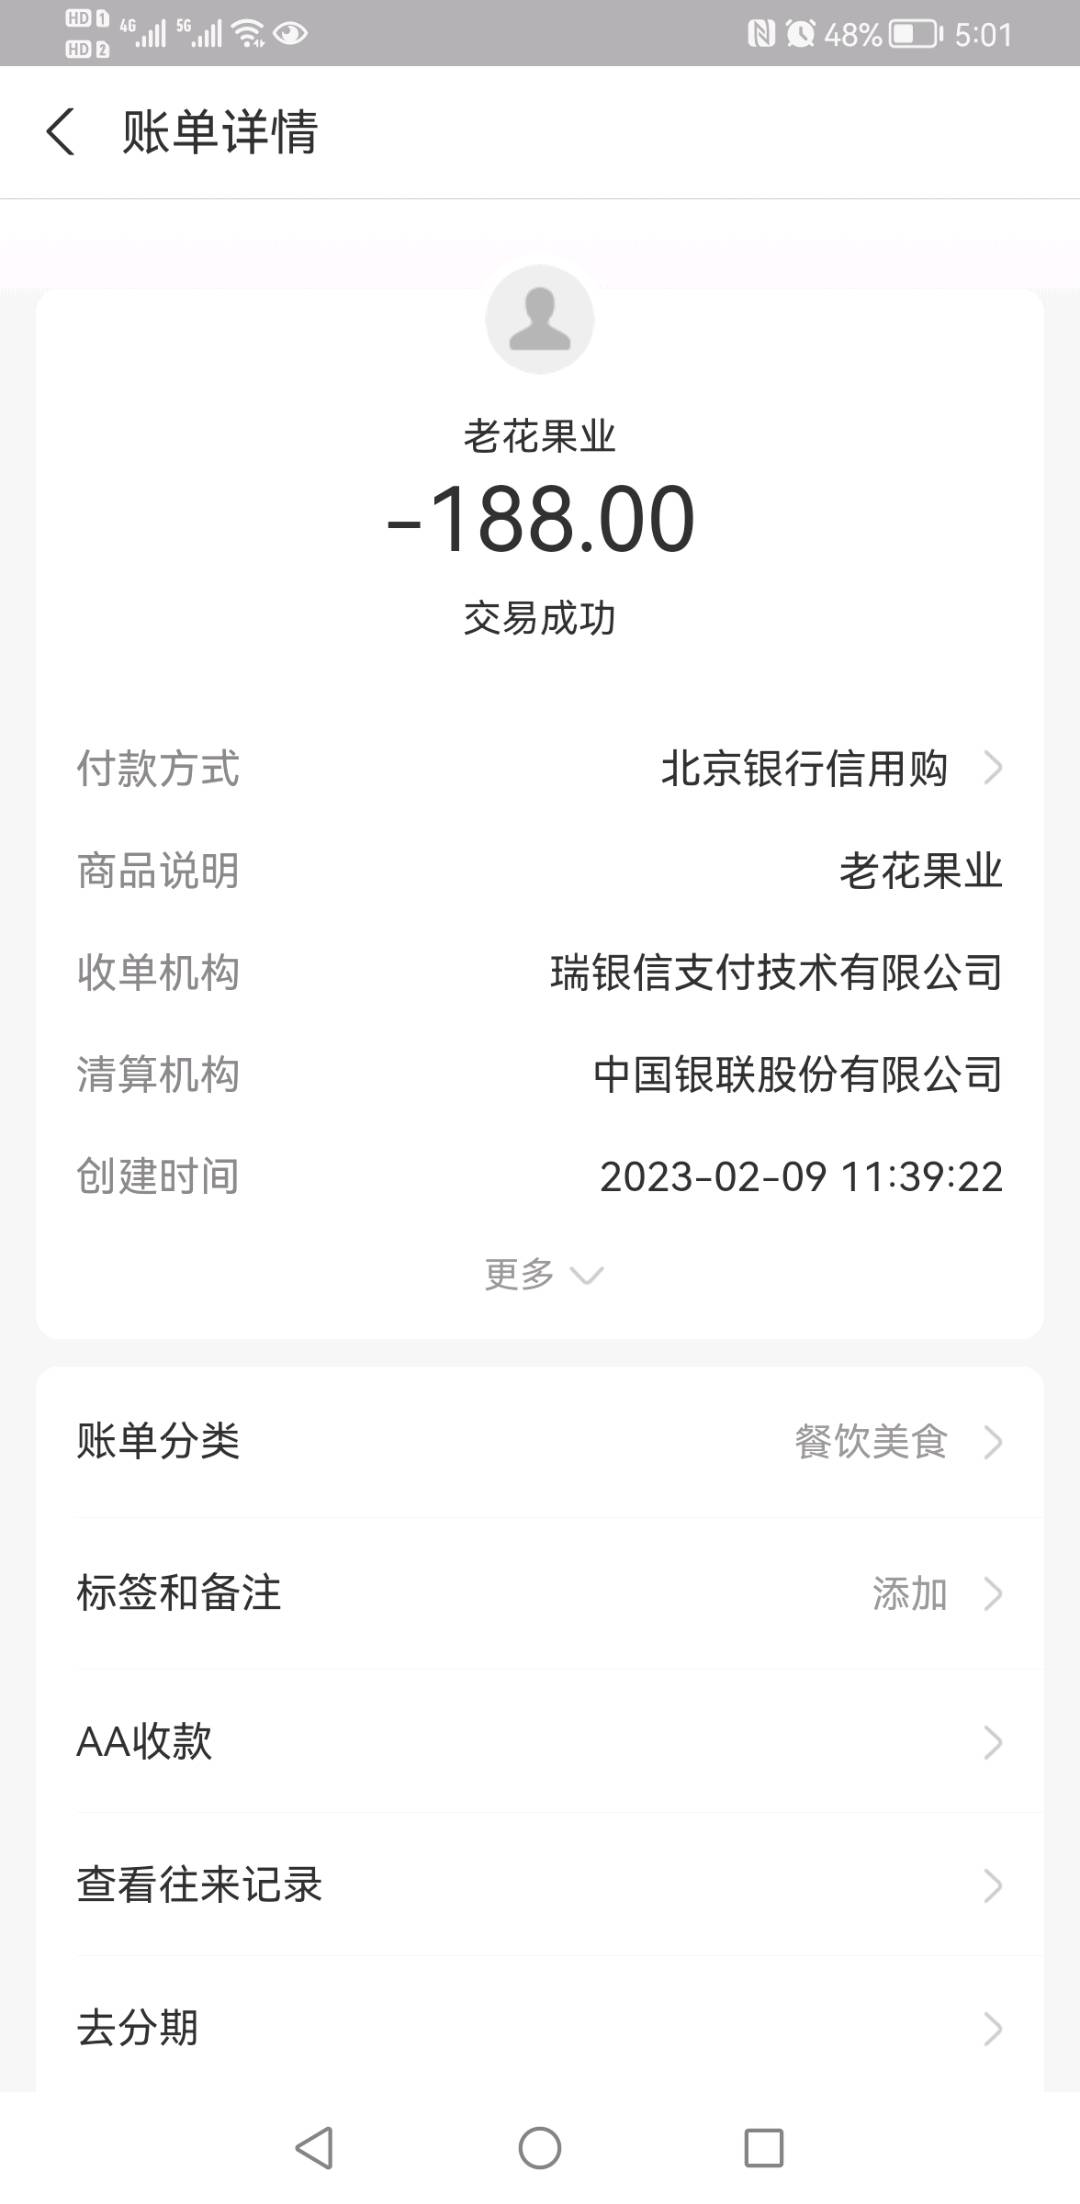 HD 1 4G 5G 48% 5:01
HD 2
账单详情
老花果业
-188.00
交易成功
付款方式 北京银行信用购
商品说明 老花果业
收单机构 瑞银信支付技术有限公司
清算机构 中国银联股份有限公司
创建时间 2023-02-09 11:39:22
更多
账单分类 餐饮美食
标签和备注 添加
AA收款
查看往来记录
去分期